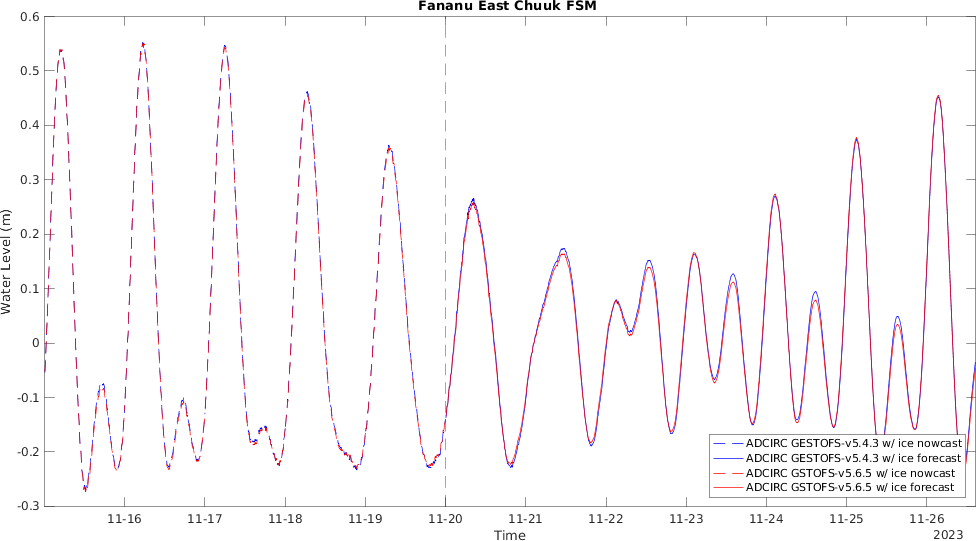 Fananu East Chuuk FSM
0.6
0.5
0.4
0.3
0.2
0.1
0
-0.1
-0.2
-0.3
Water Level (m)
ADCIRC GESTOFS-v5.4.3 w/ ice nowcast
ADCIRC GESTOFS-v5.4.3 w/ ice forecast
ADCIRC GSTOFS-v5.6.5 w/ ice nowcast
ADCIRC GSTOFS-v5.6.5 w/ ice forecast
11-16 11-17 11-18 11-19 11-20 11-21 11-22 11-23 11-24 11-25 11-26
Time
2023